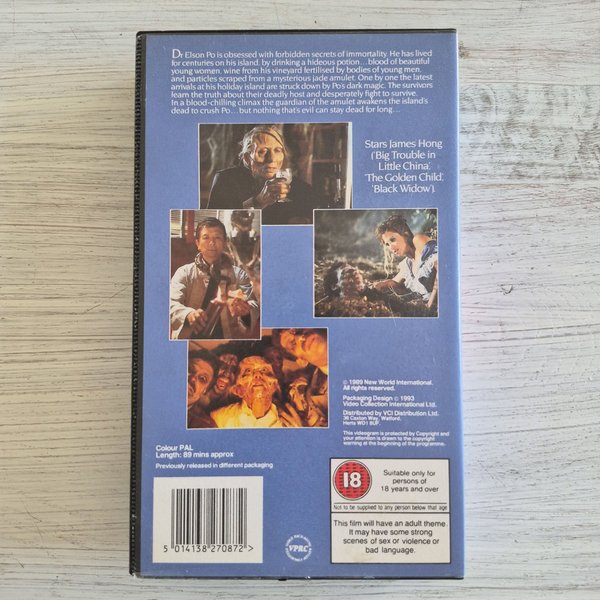 Dr Elson Po is obsessed with forbidden secrets of immortality. He has lived
for centuries on his island, by drinking a hideous potion...blood of beautiful
young women, wine from his vineyard fertilised by bodies of young men
and particles scraped from a mysterious jade amulet. One by one the latest
arrivals at his holiday island are struck down by Po's dark magic. The survivors
learn the truth about their deadly host and desperately fight to survive.
In a blood-chilling climax the guardian of the amulet awakens the island's
dead to crush Po...but nothing that's evil can stay dead for long...
Stars James Hong
('Big Trouble in
Little China'.
'The Golden Child'.
'Black Widow').
© 1989 New World International.
All rights reserved.
Packaging Design © 1993
Video Collection International Ltd.
Distributed by VCI Distribution Ltd.
36 Caxton Way, Watford,
Herts WD1 8UF.
This videogram is protected by Copyright and
your attention is drawn to the copyright
warning at the beginning of the programme.
Colour PAL
Length: 89 mins approx
Previously released in different packaging
18
Suitable only for
persons of
18 years and over
Not to be supplied to any person below that age
This film will have an adult theme.
It may have some strong
scenes of sex or violence or
bad language.
5 014138 270872 >
VPRC